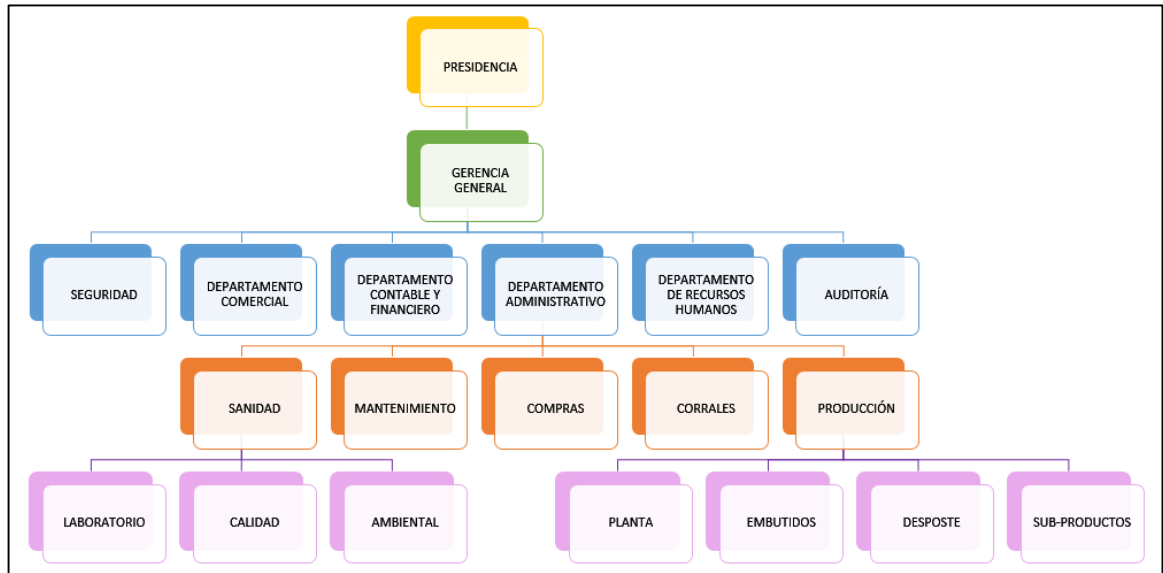 PRESIDENCIA
GERENCIA
GENERAL
SEGURIDAD
DEPARTAMENTO
COMERCIAL
DEPARTAMENTO
CONTABLE Y
FINANCIERO
DEPARTAMENTO
ADMINISTRATIVO
DEPARTAMENTO
DE RECURSOS
HUMANOS
AUDITORÍA
SANIDAD
MANTENIMIENTO
COMPRAS
CORRALES
PRODUCCIÓN
LABORATORIO
CALIDAD
AMBIENTAL
PLANTA
EMBUTIDOS
DESPOSTE
SUB-PRODUCTOS